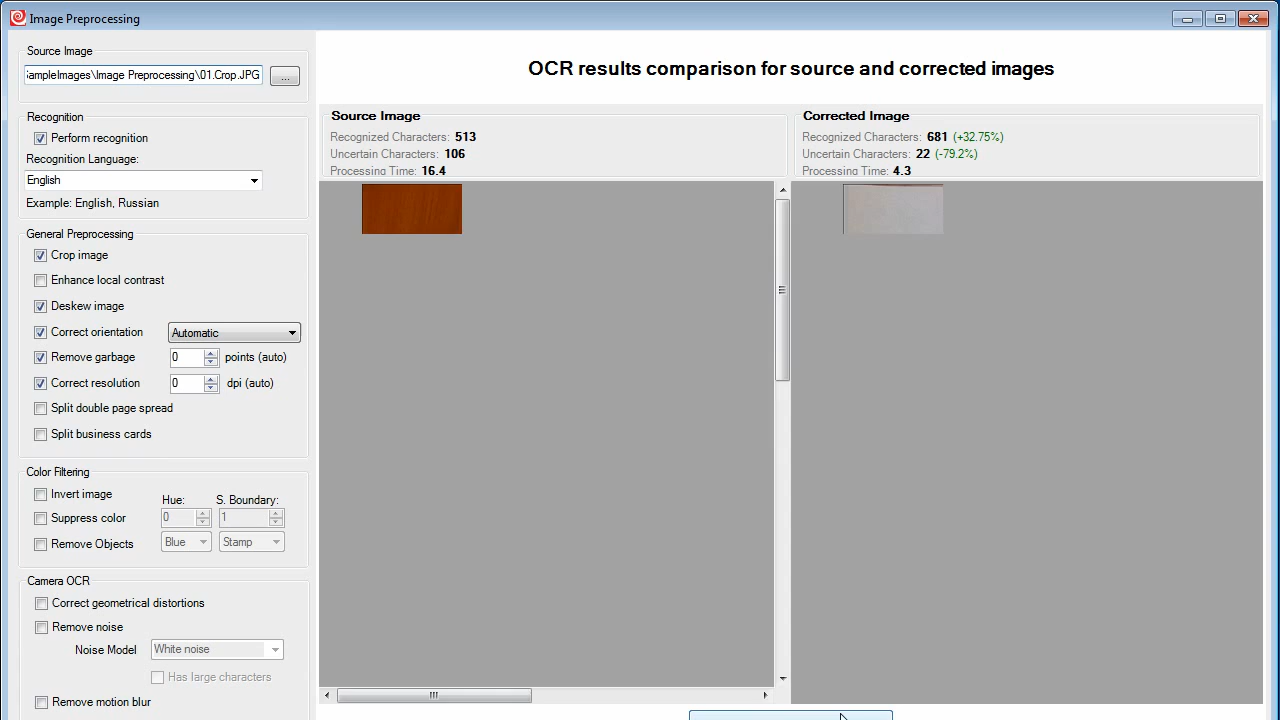 Image Preprocessing
Source Image
ampleImages\Image Preprocessing\01.Crop.JPG
...
Recognition
Perform recognition
Recognition Language:
English
Example: English, Russian
General Preprocessing
Crop image
Enhance local contrast
Deskew image
Correct orientation Automatic
Remove garbage 0 points (auto)
Correct resolution 0 dpi (auto)
Split double page spread
Split business cards
Color Filtering
Invert image Hue: S. Boundary:
Suppress color 0 1
Remove Objects Blue Stamp
Camera OCR
Correct geometrical distortions
Remove noise
Noise Model White noise
Has large characters
Remove motion blur
OCR results comparison for source and corrected images
Source Image
Recognized Characters: 513
Uncertain Characters: 106
Processing Time: 16.4
Corrected Image
Recognized Characters: 681 (+32.75%)
Uncertain Characters: 22 (-79.2%)
Processing Time: 4.3